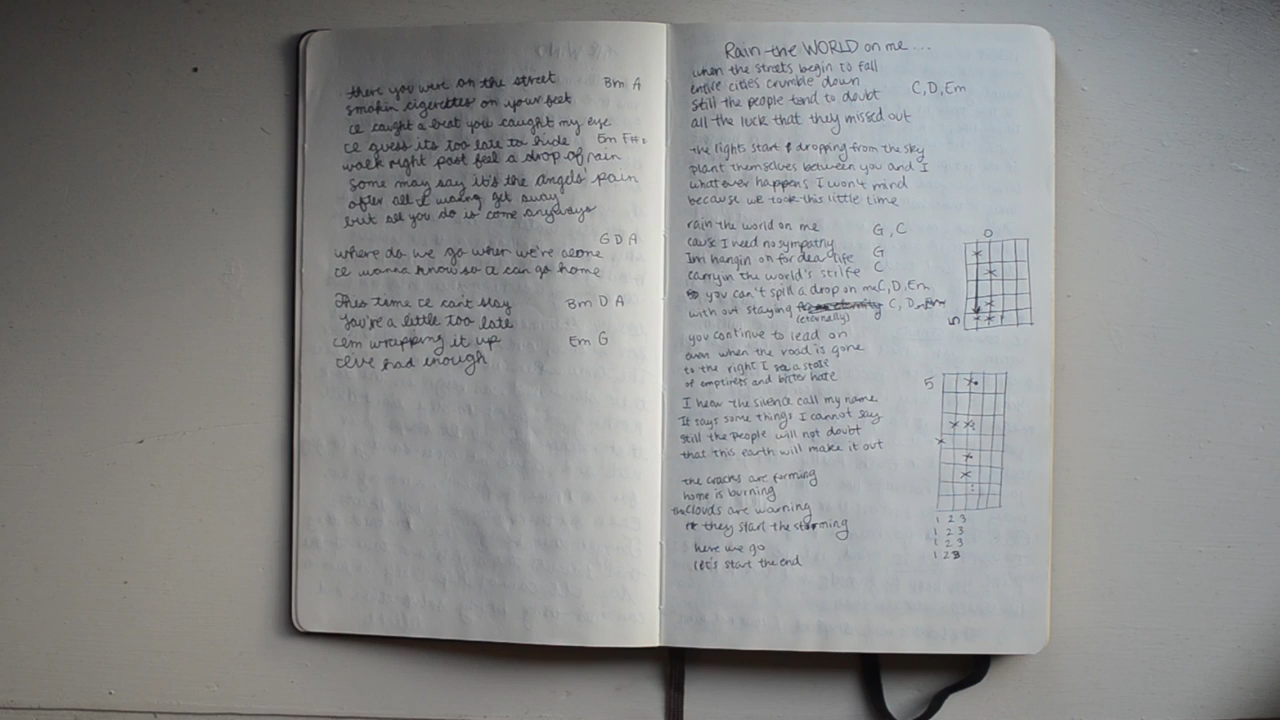 there you were on the street
Bm A
smokin cigerettes on your feet
caught a beat you caught my eye
guess its too late to hide
Em F#
walk right past feel a drop of rain
some may say it's the angels' pain
after all get away
but all you do is come anyways
G D A
where do we go when we're alone
wanna know so can go home
This time can't stay
Bm D A
You're a little too late
wrapping it up
Em G
had enough
Rain the WORLD on me...
when the streets begin to fall
entire cities crumble down
C, D, Em
still the people tend to doubt
all the luck that they missed out
the lights start dropping from the sky
plant themselves between you and I
whatever happens I won't mind
because we took this little time
rain the world on me
G, C
cause I need no sympathy
Im hangin on for dear life
G
carryin the world's stilfe
C
you can't spill a drop on me C, D, Em
with out staying
C, D
(eternally)
you continue to lead on
even when the road is gone
to the right I see a state
of emptiness and bitter hate
I hear the silence call my name
It says some things I cannot say
still the people will not doubt
that this earth will make it out
the cracks are forming
home is burning
the clouds are warning
they start the storming
here we go
let's start the end
0
5
5
1 2 3
1 2 3
1 2 3
1 2 3